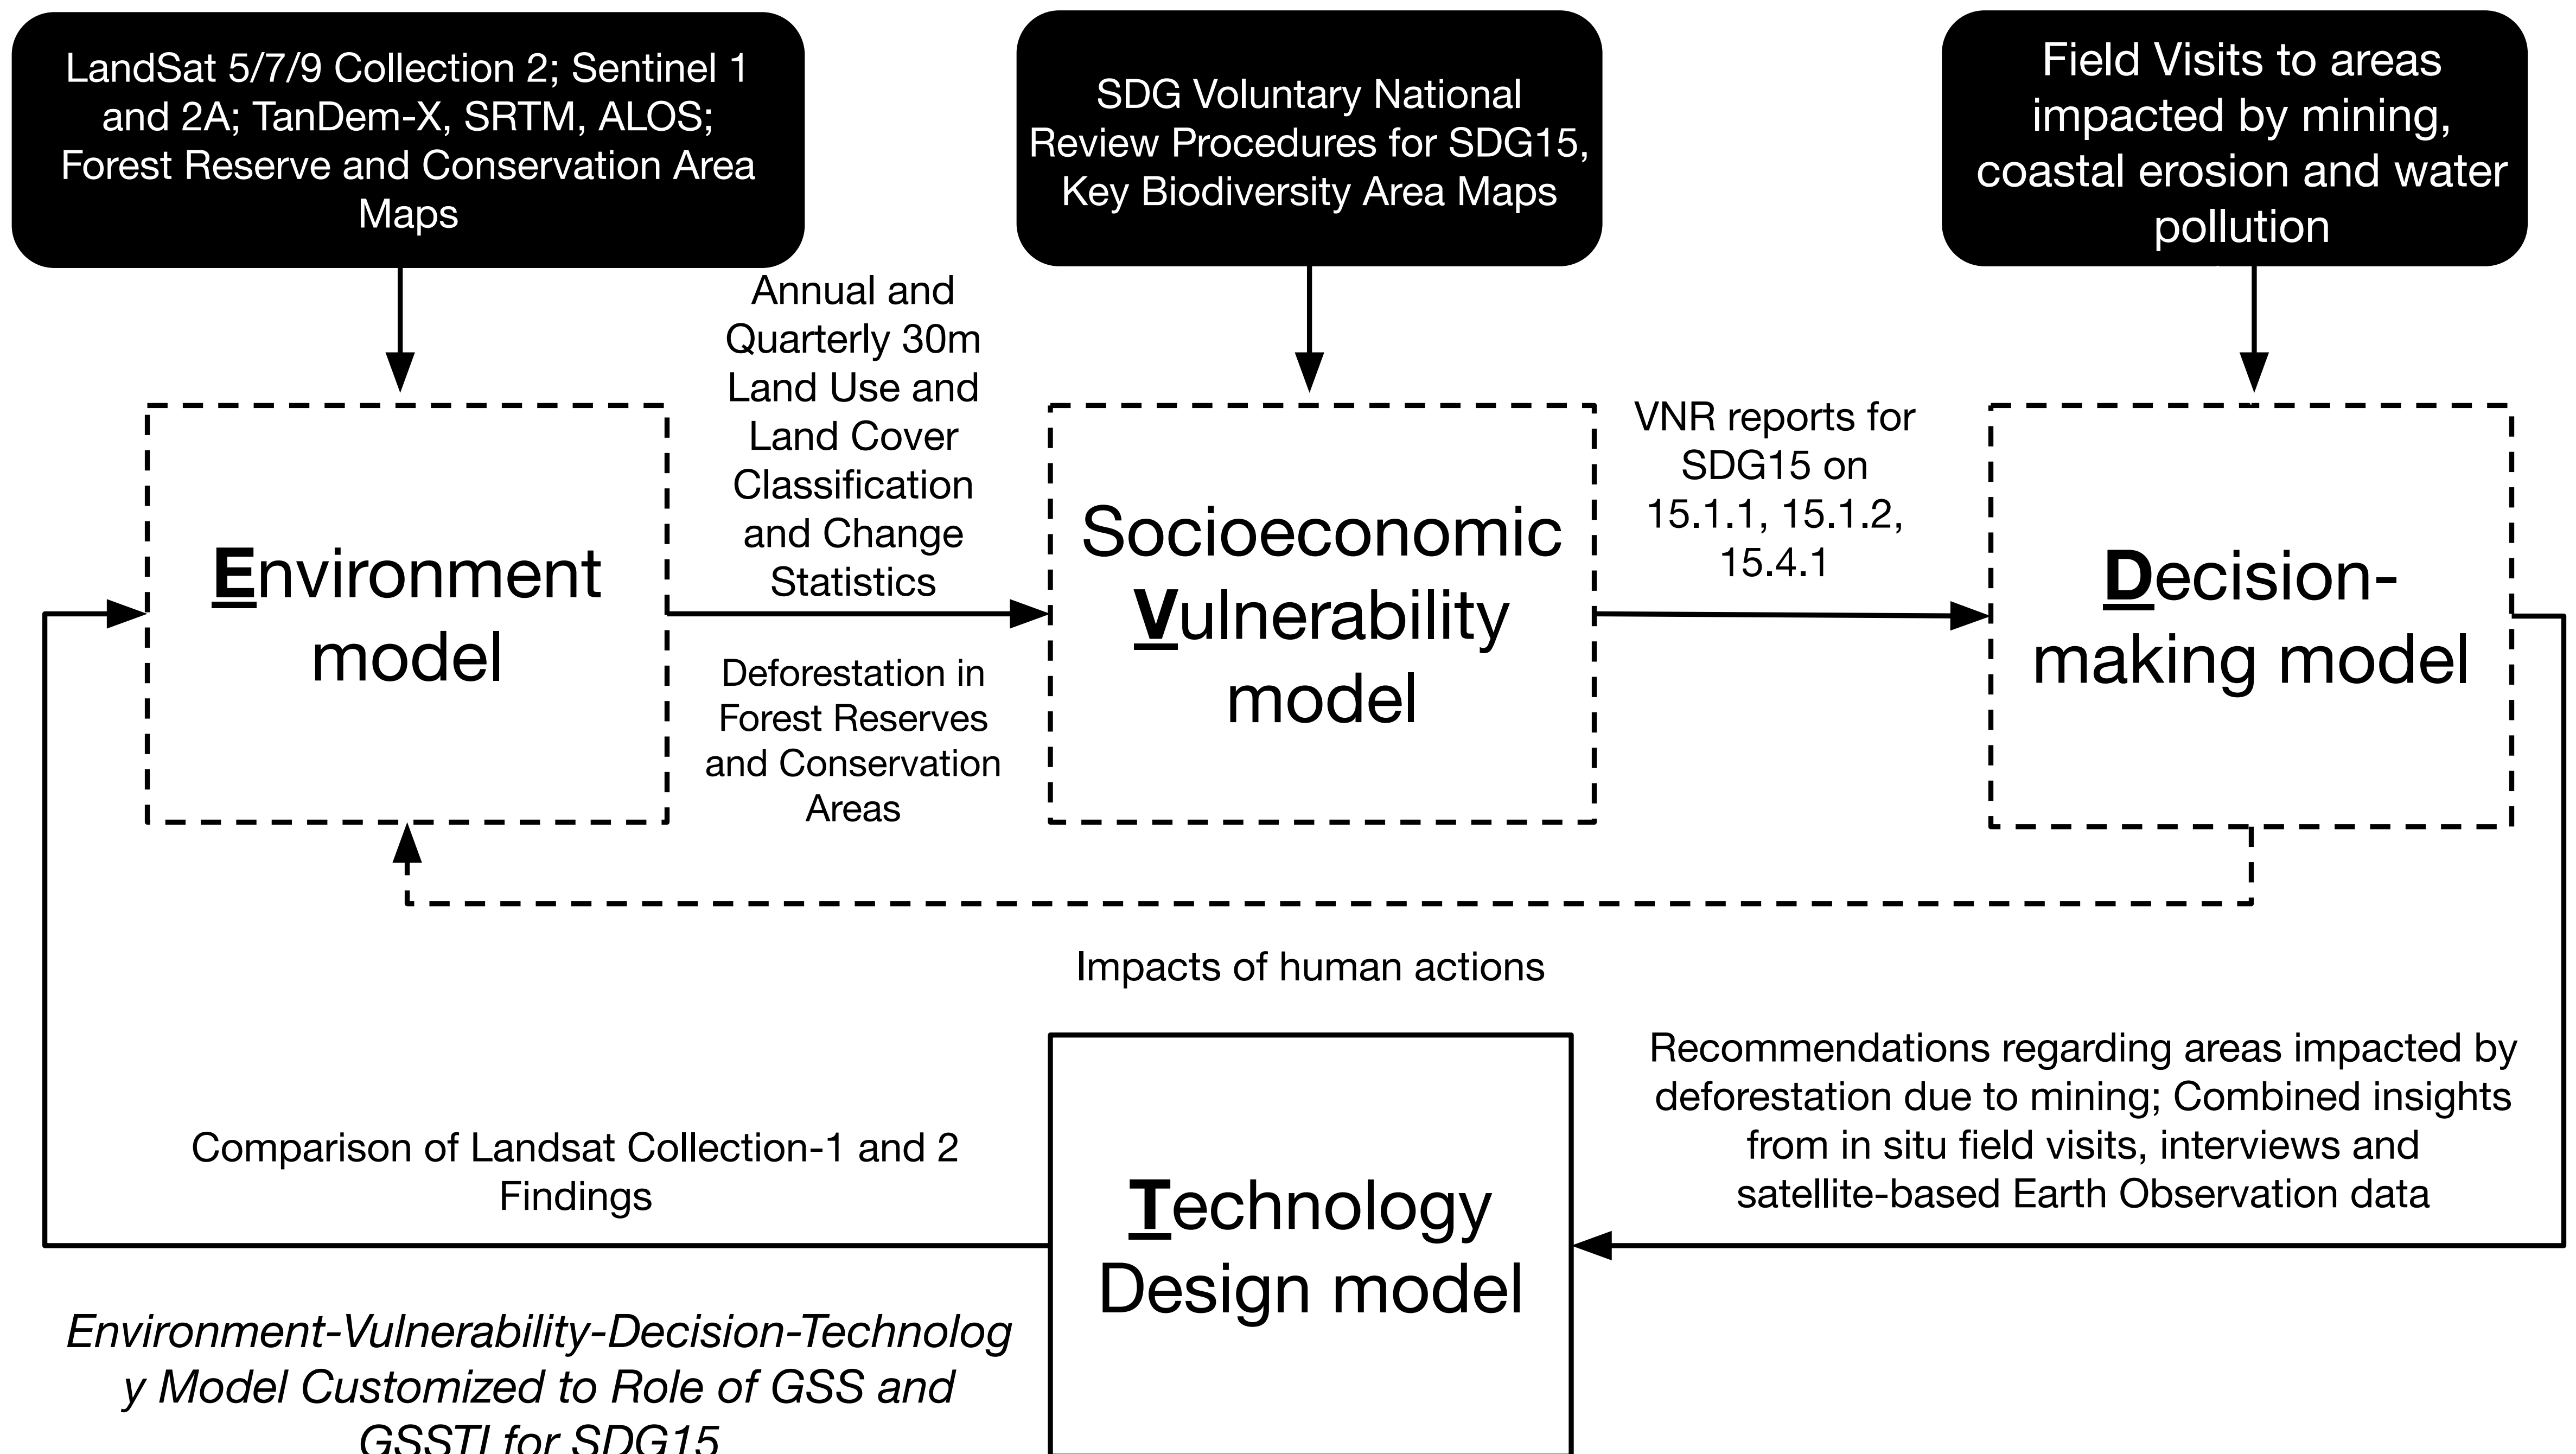 LandSat 5/7/9 Collection 2; Sentinel 1
and 2A; TanDem-X, SRTM, ALOS;
Forest Reserve and Conservation Area
Maps
SDG Voluntary National
Review Procedures for SDG15,
Key Biodiversity Area Maps
Field Visits to areas
impacted by mining,
coastal erosion and water
pollution
Environment
model
Annual and
Quarterly 30m
Land Use and
Land Cover
Classification
and Change
Statistics
Deforestation in
Forest Reserves
and Conservation
Areas
Socioeconomic
Vulnerability
model
VNR reports for
SDG15 on
15.1.1, 15.1.2,
15.4.1
Decision-
making model
Impacts of human actions
Recommendations regarding areas impacted by
deforestation due to mining; Combined insights
from in situ field visits, interviews and
satellite-based Earth Observation data
Technology
Design model
Comparison of Landsat Collection-1 and 2
Findings
Environment-Vulnerability-Decision-Technolog
y Model Customized to Role of GSS and
GSSTI for SDG15